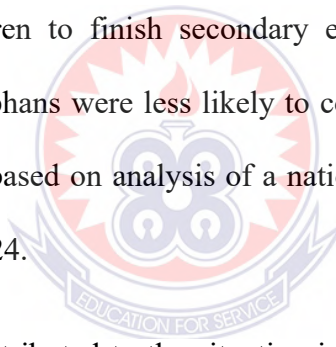 ren to finish secondary e
phans were less likely to co
based on analysis of a natio
24.
EDUCATION FOR SERVICE
tributed to the situation i